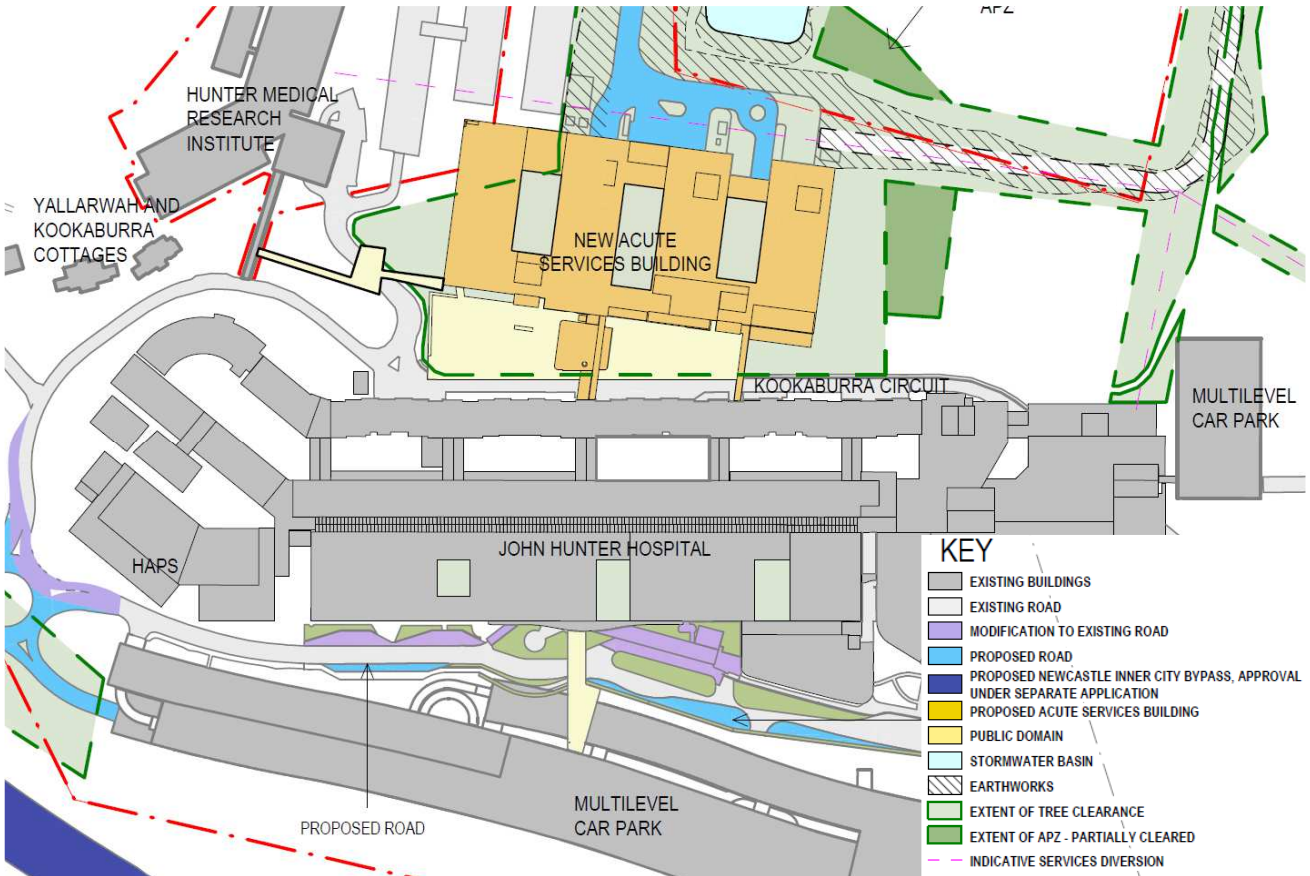 APZ
HUNTER MEDICAL
RESEARCH
INSTITUTE
YALLARWAH AND
KOOKABURRA
COTTAGES
NEW ACUTE
SERVICES BUILDING
KOOKABURRA CIRCUIT
MULTILEVEL
CAR PARK
JOHN HUNTER HOSPITAL
HAPS
MULTILEVEL
CAR PARK
PROPOSED ROAD
KEY
EXISTING BUILDINGS
EXISTING ROAD
MODIFICATION TO EXISTING ROAD
PROPOSED ROAD
PROPOSED NEWCASTLE INNER CITY BYPASS, APPROVAL
UNDER SEPARATE APPLICATION
PROPOSED ACUTE SERVICES BUILDING
PUBLIC DOMAIN
STORMWATER BASIN
EARTHWORKS
EXTENT OF TREE CLEARANCE
EXTENT OF APZ - PARTIALLY CLEARED
INDICATIVE SERVICES DIVERSION